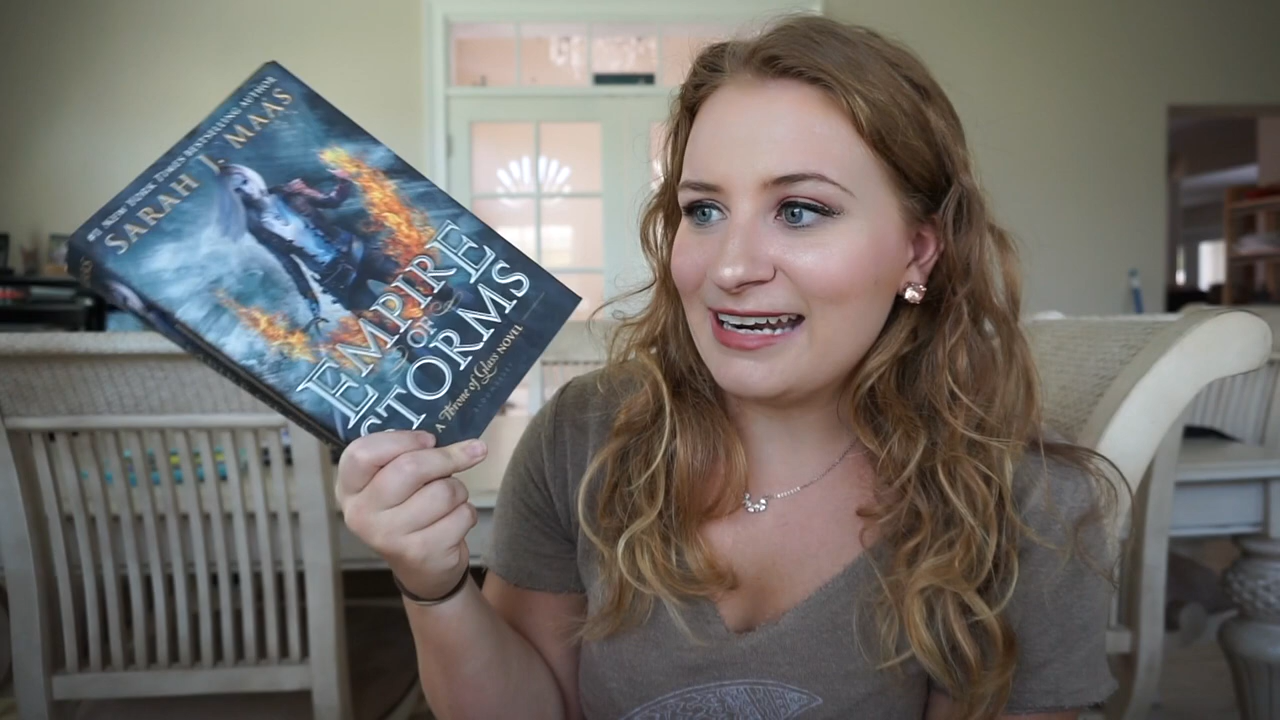 #1 NEW YORK TIMES BESTSELLING AUTHOR
SARAH J. MAAS
EMPIRE
OF
STORMS
A Throne of Glass NOVEL